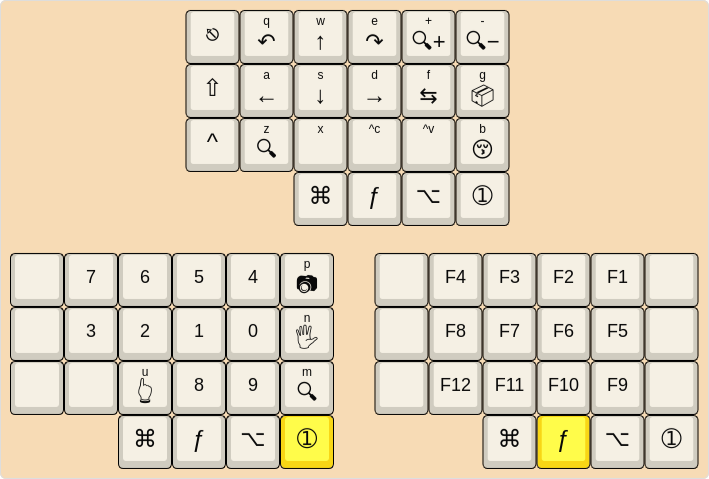 ⎋ q ↶ w ↑ e ↷ + 🔍+ - 🔍−
⇧ a ← s ↓ d → f ⇆ g 📦
^ z 🔍 x ^c ^v b 😚
⌘ ƒ ⌥ ①
7 6 5 4 p 📷
3 2 1 0 n 🖐
u 👆 8 9 m 🔍
⌘ ƒ ⌥ ①
F4 F3 F2 F1
F8 F7 F6 F5
F12 F11 F10 F9
⌘ ƒ ⌥ ①